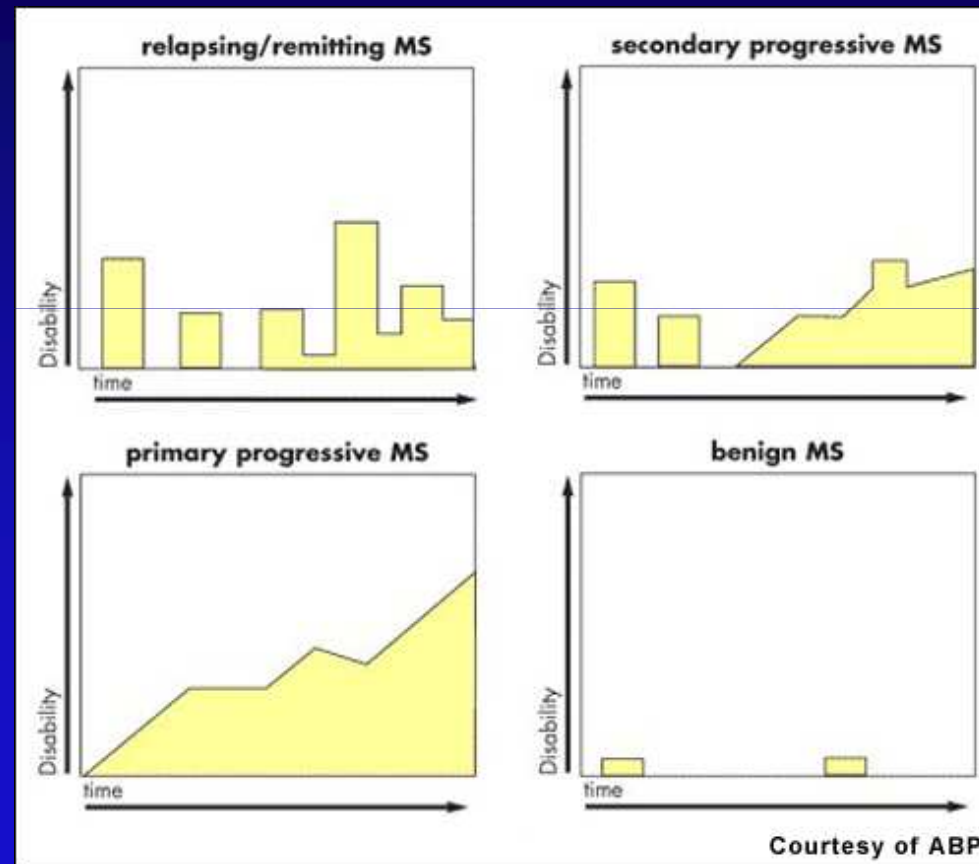 relapsing/remitting MS
Disability
time
secondary progressive MS
Disability
time
primary progressive MS
Disability
time
benign MS
Disability
time
Courtesy of ABP